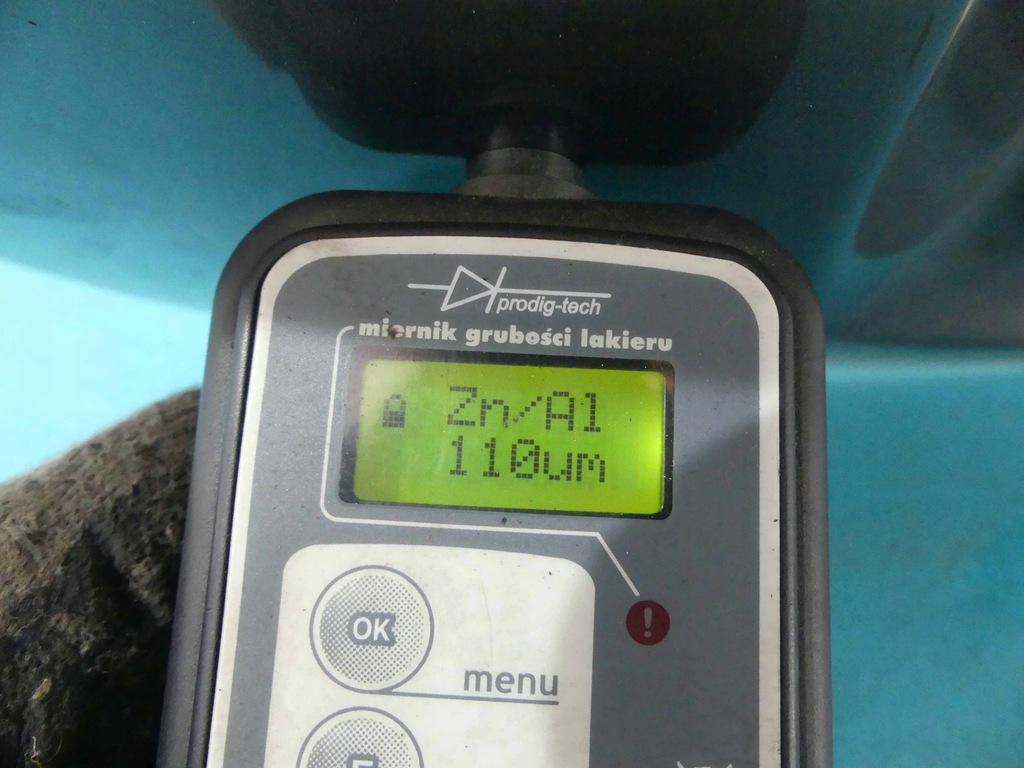 prodig-tech
miernik grubości lakieru
Zn/Al
110um
!
OK
menu